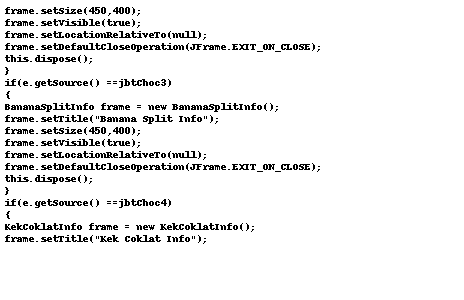 frame.setSize(450,400);
frame.setVisible(true);
frame.setLocationRelativeTo(null);
frame.setDefaultCloseOperation(JFrame.EXIT_ON_CLOSE);
this.dispose();
}
if(e.getSource() ==jbtChoc3)
{
BananaSplitInfo frame = new BananaSplitInfo();
frame.setTitle("Banana Split Info");
frame.setSize(450,400);
frame.setVisible(true);
frame.setLocationRelativeTo(null);
frame.setDefaultCloseOperation(JFrame.EXIT_ON_CLOSE);
this.dispose();
}
if(e.getSource() ==jbtChoc4)
{
KekCoklatInfo frame = new KekCoklatInfo();
frame.setTitle("Kek Coklat Info");